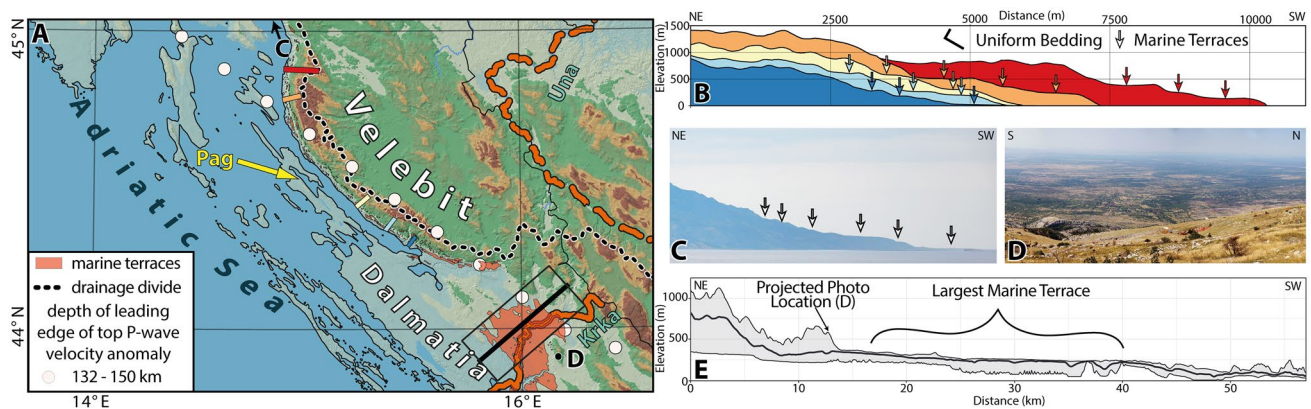 A
45°N
C
Una
Velebit
Pag
Adriatic Sea
Dalmatia
Krka
D
marine terraces
drainage divide
depth of leading
edge of top P-wave
velocity anomaly
132 - 150 km
44°N
14°E
16°E
NE 2500 5000 7500 10000 SW
Distance (m)
1500
1000
500
0
Elevation (m)
Uniform Bedding
Marine Terraces
B
NE SW
C
S N
D
NE SW
Projected Photo
Location (D)
Largest Marine Terrace
1000
500
0
Elevation (m)
E
0 10 20 30 40 50
Distance (km)